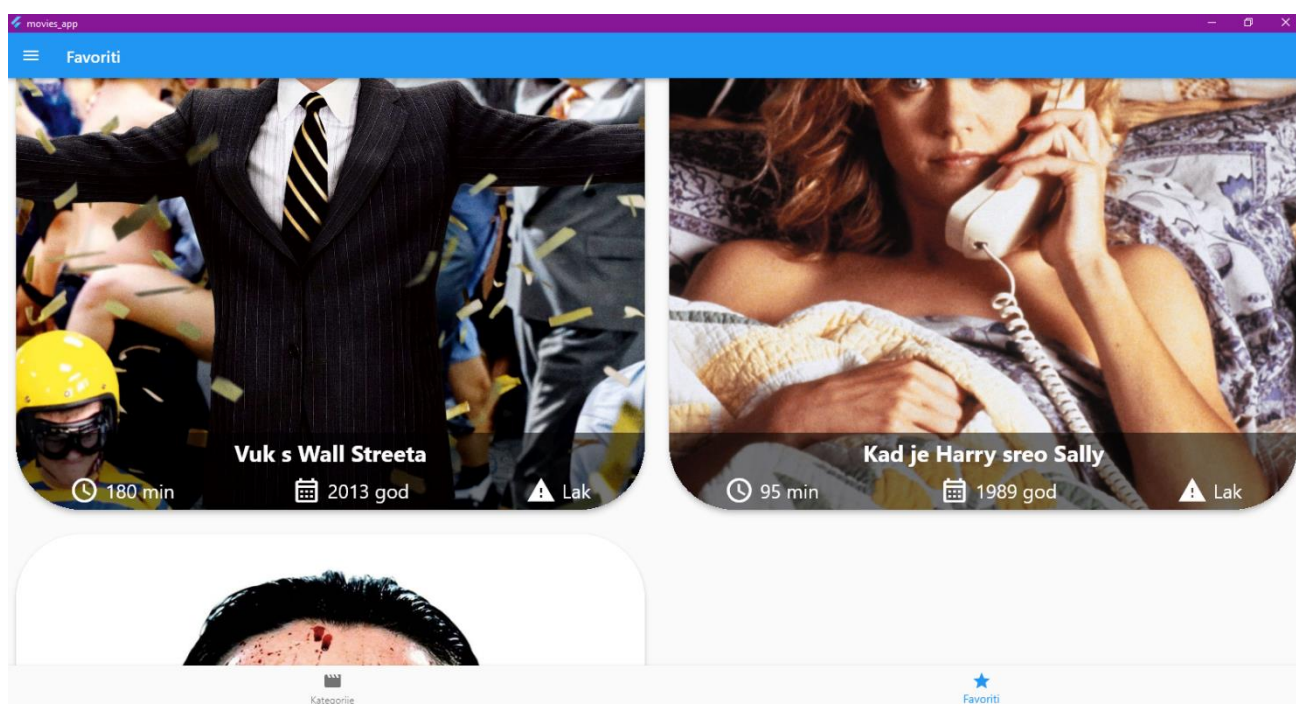 movies_app
Favoriti
Vuk s Wall Streeta
180 min
2013 god
Lak
Kad je Harry sreo Sally
95 min
1989 god
Lak
Kategorije
Favoriti